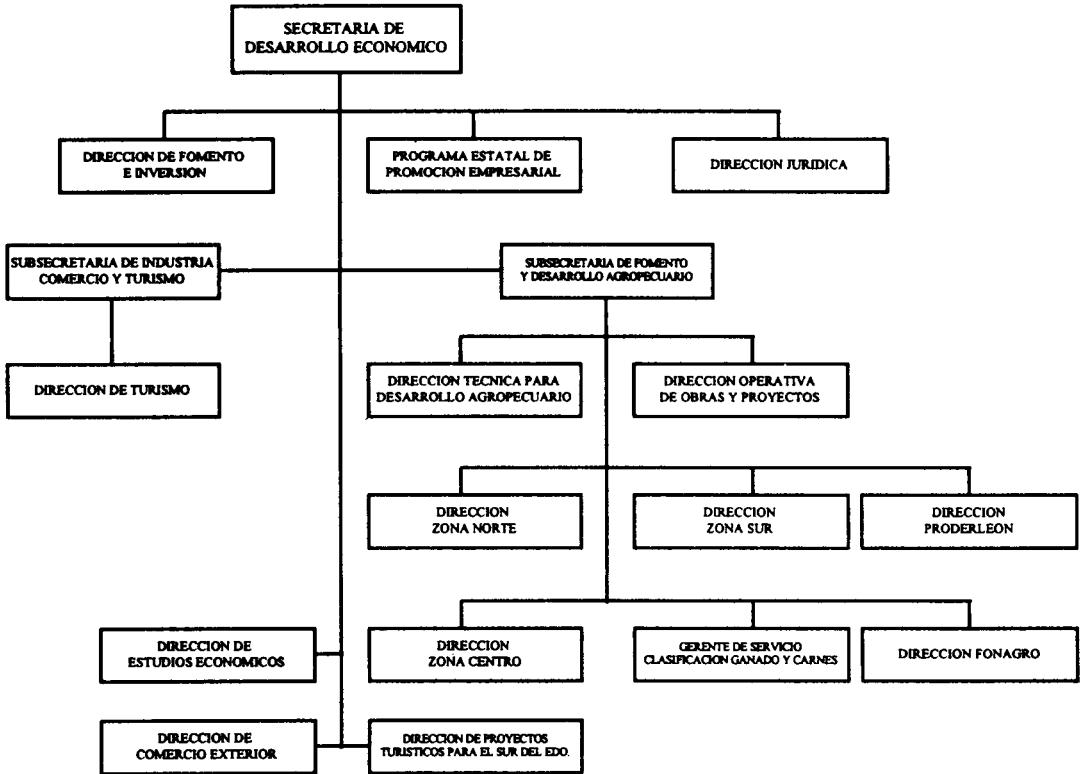 SECRETARIA DE
DESARROLLO ECONOMICO
DIRECCION DE FOMENTO
E INVERSION
PROGRAMA ESTATAL DE
PROMOCION EMPRESARIAL
DIRECCION JURIDICA
SUBSECRETARIA DE INDUSTRIA
COMERCIO Y TURISMO
SUBSECRETARIA DE FOMENTO
Y DESARROLLO AGROPECUARIO
DIRECCION DE TURISMO
DIRECCION TECNICA PARA
DESARROLLO AGROPECUARIO
DIRECCION OPERATIVA
DE OBRAS Y PROYECTOS
DIRECCION
ZONA NORTE
DIRECCION
ZONA SUR
DIRECCION
PRODERLEON
DIRECCION DE
ESTUDIOS ECONOMICOS
DIRECCION
ZONA CENTRO
GERENTE DE SERVICIO
CLASIFICACION GANADO Y CARNES
DIRECCION FONAGRO
DIRECCION DE
COMERCIO EXTERIOR
DIRECCION DE PROYECTOS
TURISTICOS PARA EL SUR DEL EDO.